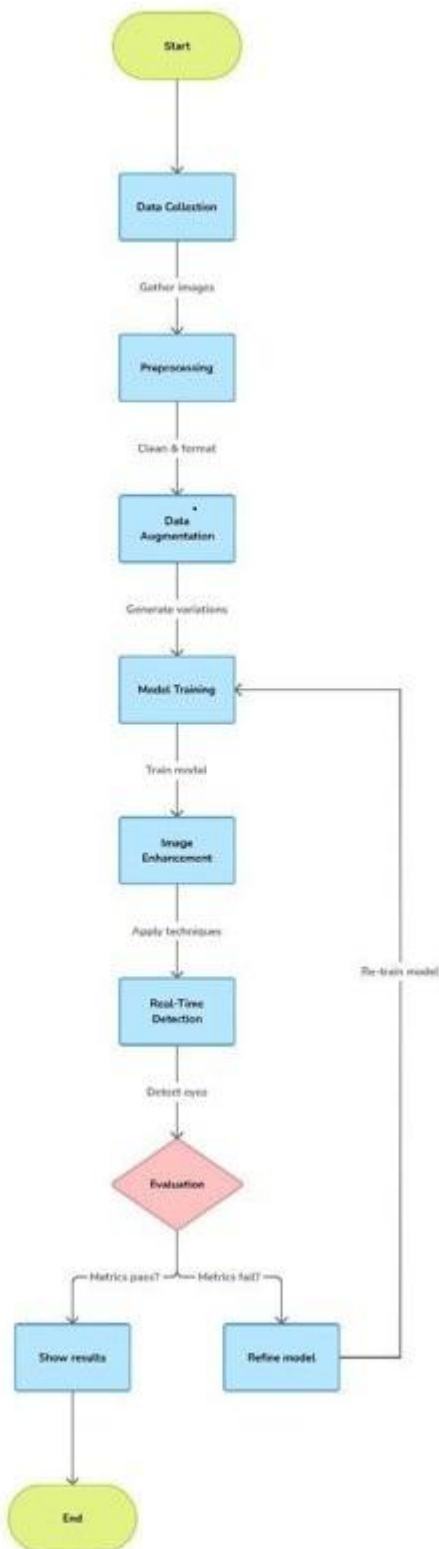 Start
Data Collection
Gather images
Preprocessing
Clean & format
Data
Augmentation
Generate variations
Model Training
Train model
Image
Enhancement
Apply techniques
Re-train model
Real-Time
Detection
Detect eyes
Evaluation
Metrics pass?
Metrics fail?
Show results
Refine model
End